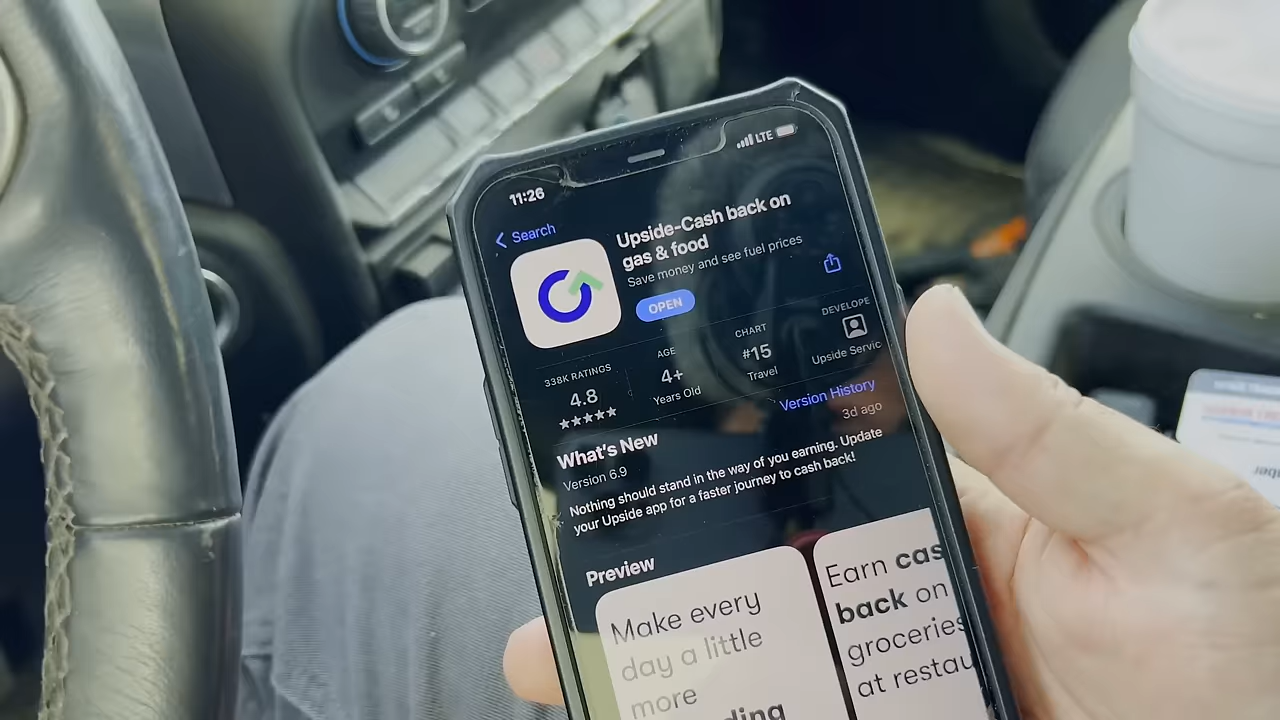 11:26
LTE
Search
Upside-Cash back on
gas & food
Save money and see fuel prices
OPEN
338K RATINGS
4.8
AGE
4+
Years Old
CHART
#15
Travel
DEVELOPE
Upside Servic
What's New
Version History
Version 6.9
3d ago
Nothing should stand in the way of you earning. Update
your Upside app for a faster journey to cash back!
Preview
Make every
day a little
more
Earn cas
back on
groceries
at restau